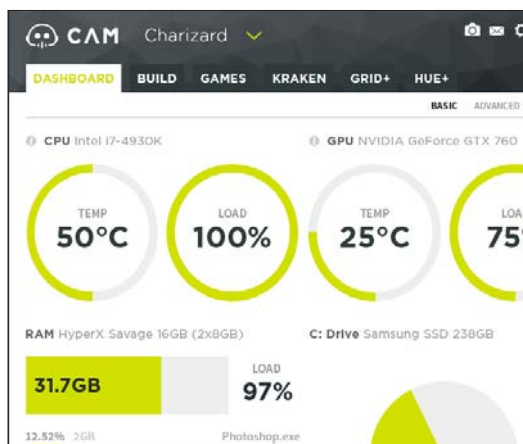 CAM Charizard
DASHBOARD BUILD GAMES KRAKEN GRID+ HUE+
BASIC ADVANCED
CPU Intel i7-4930K
GPU NVIDIA GeForce GTX 760
TEMP
50°C
LOAD
100%
TEMP
25°C
75
RAM HyperX Savage 16GB (2x8GB)
C: Drive Samsung SSD 238GB
31.7GB
LOAD
97%
12.52% 2GB
Photoshop.exe